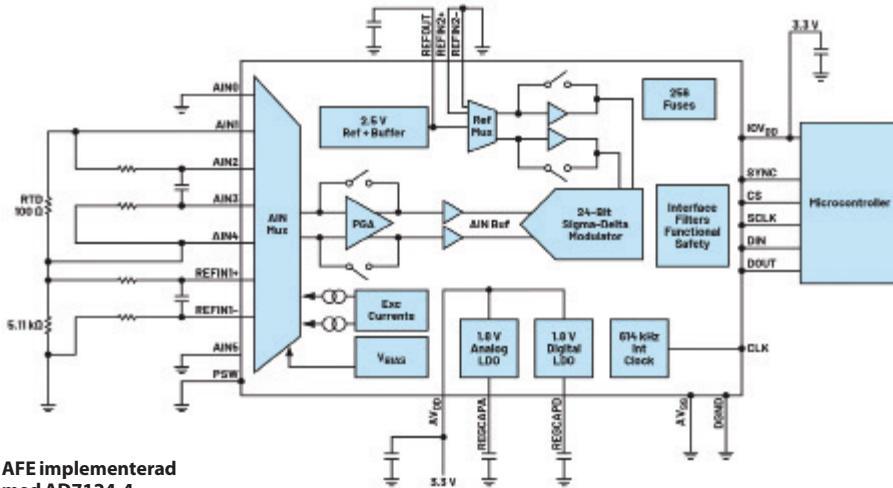 3.3 V
REFOUT
REFIN2+
REFIN2−
AIN0
AIN1
AIN2
AIN3
AIN4
REFIN1+
REFIN1−
AIN5
PSW
RTD
100 Ω
5.11 kΩ
AIN
Mux
2.5 V
Ref + Buffer
Ref
Mux
256
Fuses
PGA
AIN Buf
24-Bit
Sigma-Delta
Modulator
Interface
Filters
Functional
Safety
Exc
Currents
VBIAS
1.8 V
Analog
LDO
1.8 V
Digital
LDO
614 kHz
Int
Clock
IOVDD
SYNC
CS
SCLK
DIN
DOUT
CLK
Microcontroller
AVDD
REGCAPA
REGCAPD
AVSS
DGND
3.3 V
AFE implementerad
med AD7124-4